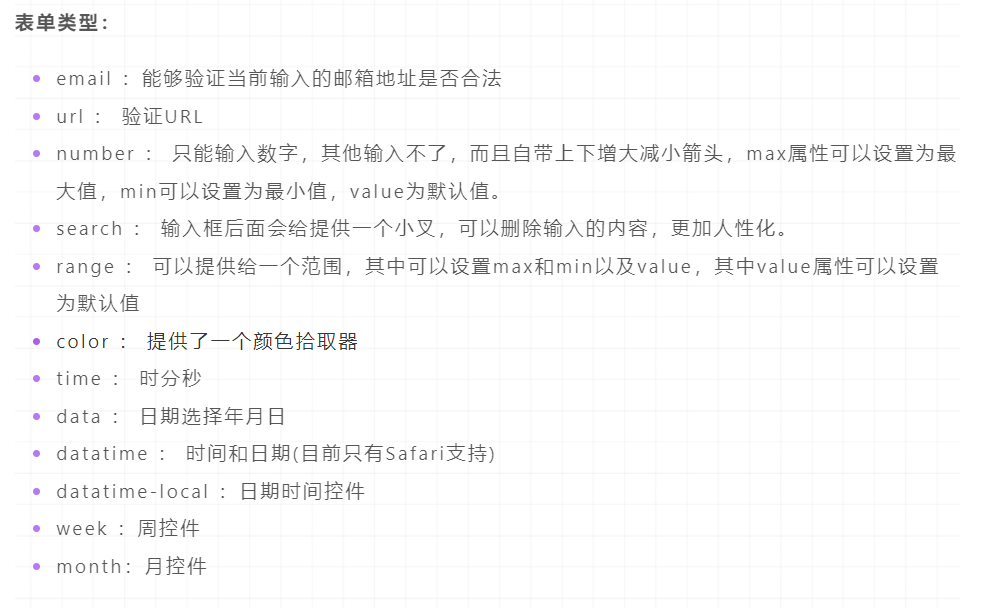 表单类型：
email ：能够验证当前输入的邮箱地址是否合法
url ： 验证URL
number ： 只能输入数字，其他输入不了，而且自带上下增大减小箭头，max属性可以设置为最
大值，min可以设置为最小值，value为默认值。
search ： 输入框后面会给提供一个小叉，可以删除输入的内容，更加人性化。
range ： 可以提供给一个范围，其中可以设置max和min以及value，其中value属性可以设置
为默认值
color ： 提供了一个颜色拾取器
time ： 时分秒
data ： 日期选择年月日
datatime ： 时间和日期(目前只有Safari支持)
datatime-local ：日期时间控件
week ：周控件
month：月控件